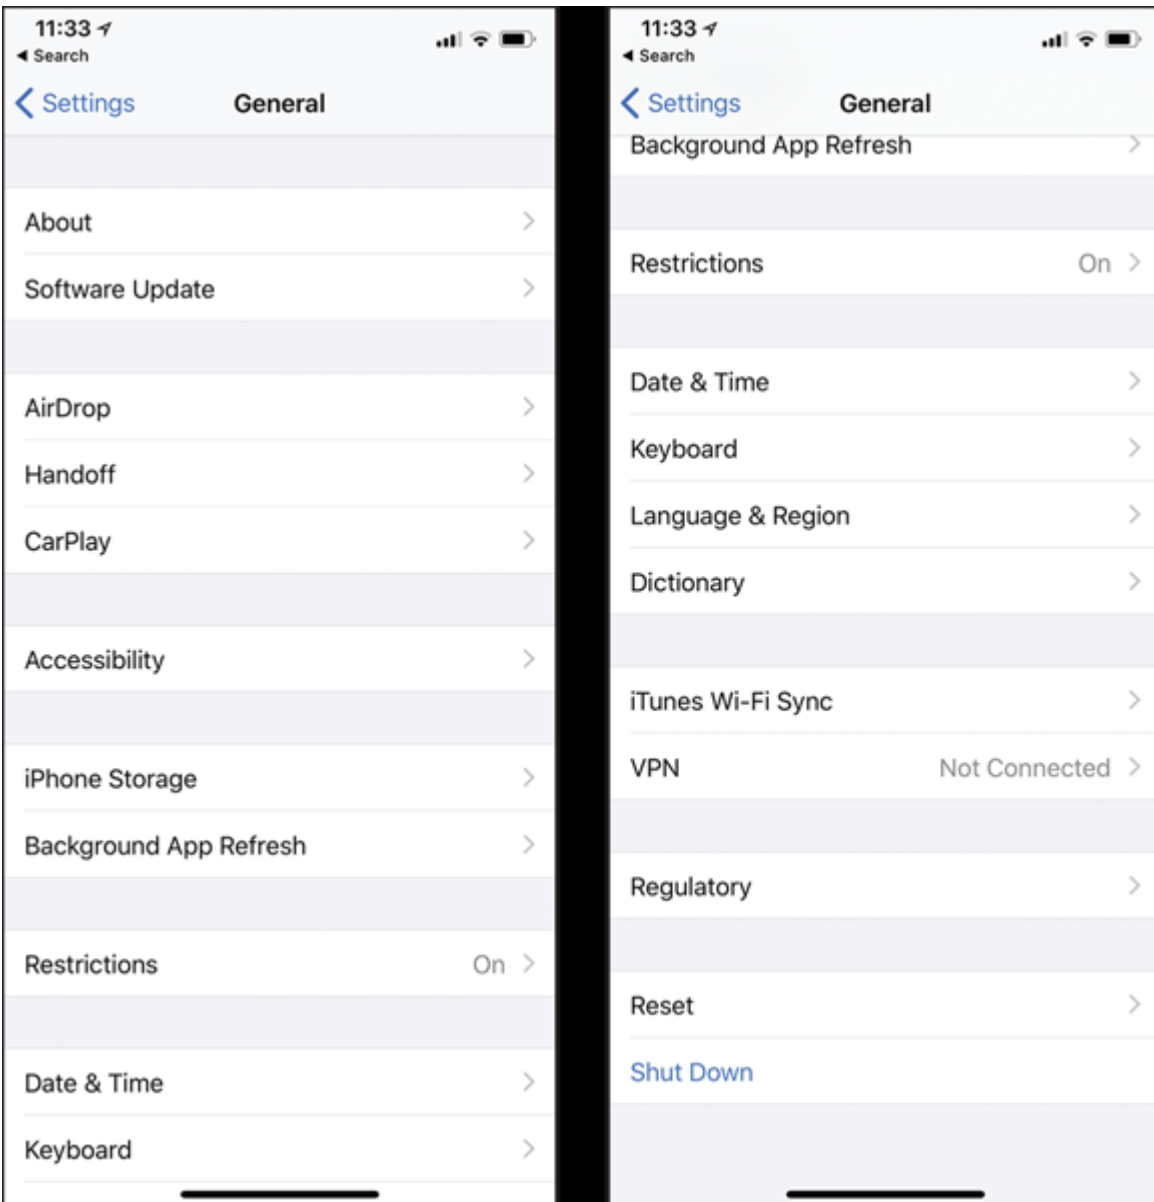 11:33
Search
Settings
General
About
Software Update
AirDrop
Handoff
CarPlay
Accessibility
iPhone Storage
Background App Refresh
Restrictions On
Date & Time
Keyboard
11:33
Search
Settings
General
Background App Refresh
Restrictions On
Date & Time
Keyboard
Language & Region
Dictionary
iTunes Wi-Fi Sync
VPN Not Connected
Regulatory
Reset
Shut Down